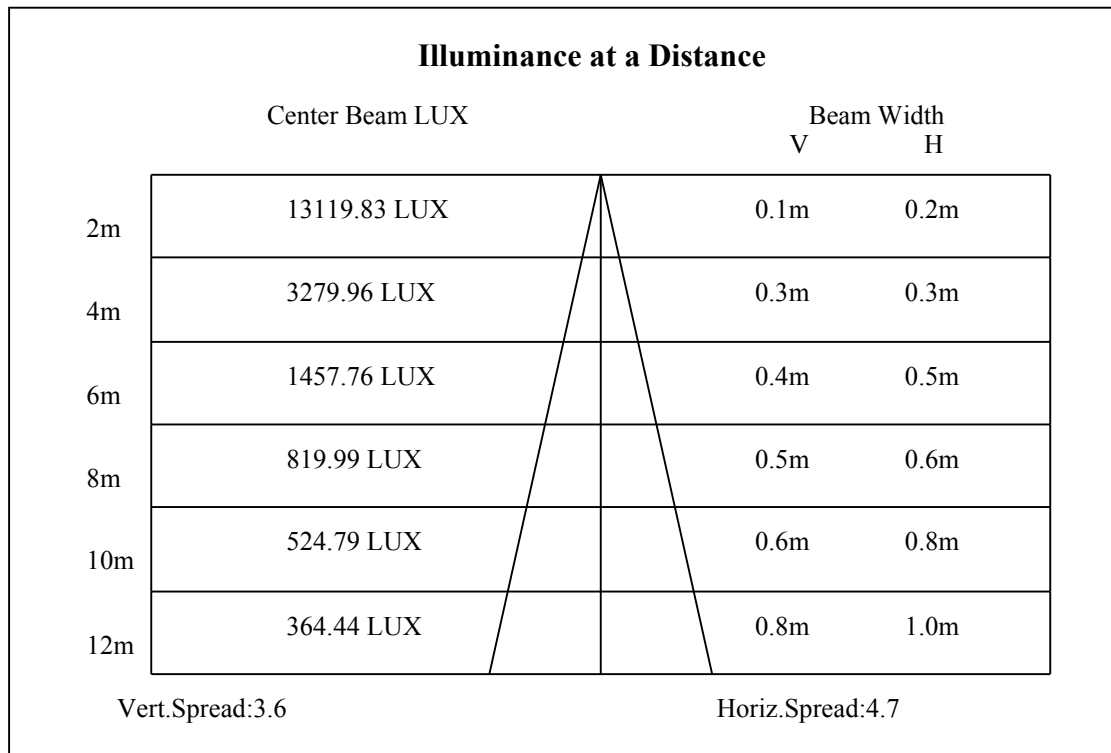 Illuminance at a Distance
Center Beam LUX Beam Width
V H
2m 13119.83 LUX 0.1m 0.2m
4m 3279.96 LUX 0.3m 0.3m
6m 1457.76 LUX 0.4m 0.5m
8m 819.99 LUX 0.5m 0.6m
10m 524.79 LUX 0.6m 0.8m
12m 364.44 LUX 0.8m 1.0m
Vert.Spread:3.6 Horiz.Spread:4.7